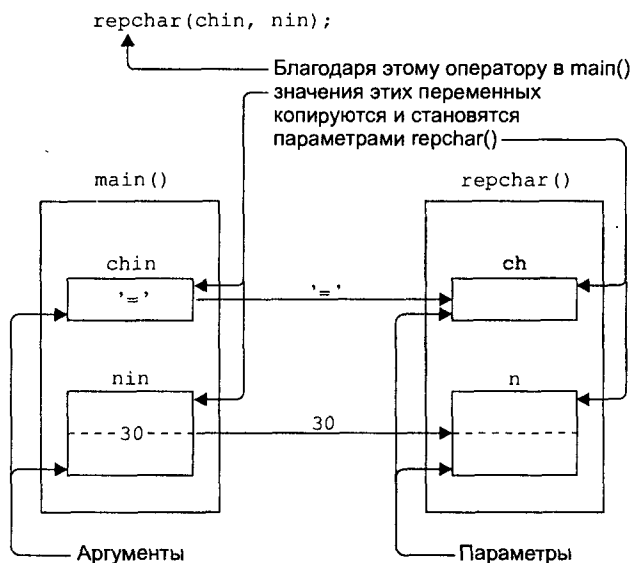 repchar(chin, nin);
Благодаря этому оператору в main()
значения этих переменных
копируются и становятся
параметрами repchar()
main()
repchar()
chin
ch
'='
'='
nin
n
30
30
Аргументы
Параметры